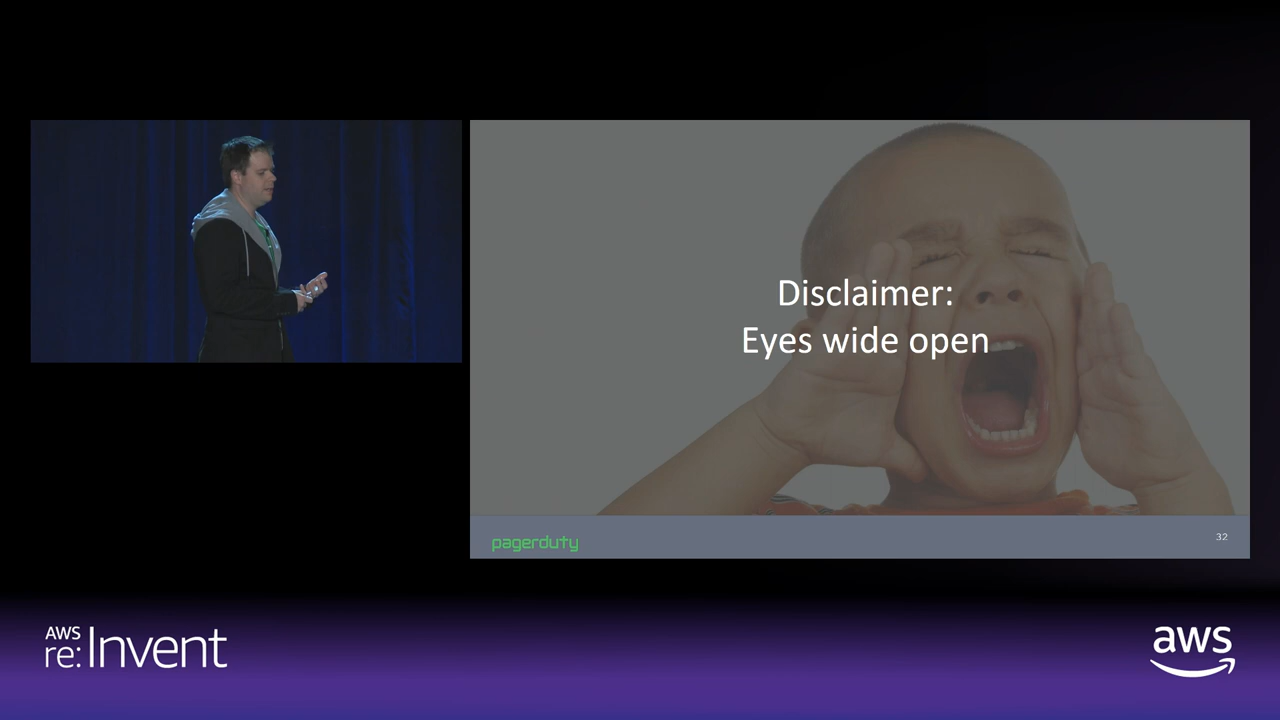 Disclaimer:
Eyes wide open
pagerduty
32
AWS
re:Invent
aws